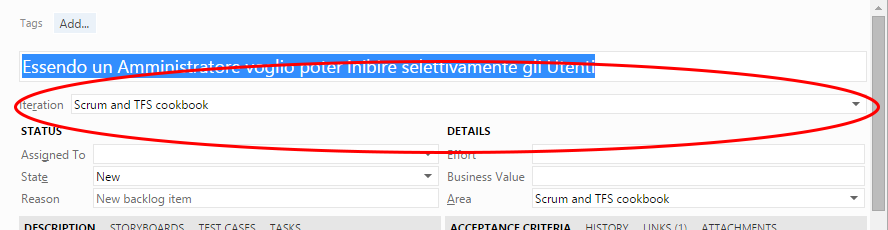 Tags Add...
Essendo un Amministratore voglio poter inibire selettivamente gli Utenti
Iteration Scrum and TFS cookbook
STATUS DETAILS
Assigned To Effort
State New Business Value
Reason New backlog item Area Scrum and TFS cookbook
DESCRIPTION STORYBOARDS TEST CASES TASKS ACCEPTANCE CRITERIA HISTORY LINKS (1) ATTACHMENTS